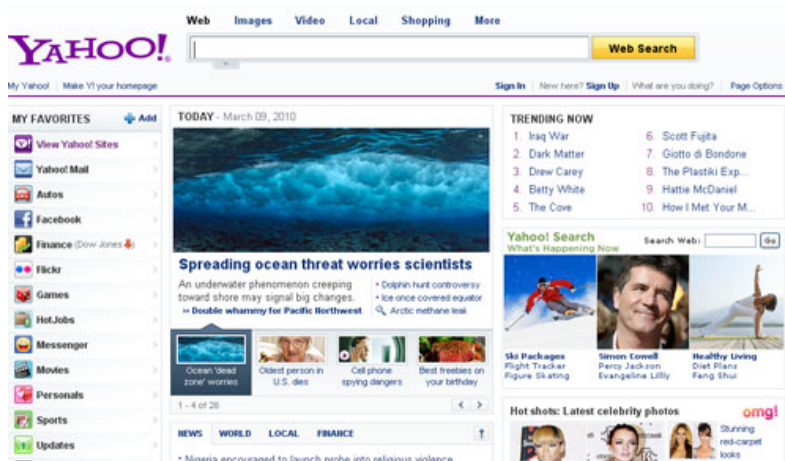 Web Images Video Local Shopping More
YAHOO!
Web Search
My Yahoo! Make Y! your homepage
Sign In New here? Sign Up What are you doing? Page Options
MY FAVORITES Add
View Yahoo! Sites
Yahoo! Mail
Autos
Facebook
Finance (Dow Jones)
Flickr
Games
HotJobs
Messenger
Movies
Personals
Sports
Updates
TODAY - March 09, 2010
Spreading ocean threat worries scientists
An underwater phenomenon creeping
toward shore may signal big changes.
» Double whammy for Pacific Northwest
• Dolphin hunt controversy
• Ice once covered equator
Arctic methane leak
Ocean 'dead
zone' worries
Oldest person in
U.S. dies
Cell phone
spying dangers
Best freebies on
your birthday
1 - 4 of 28
NEWS WORLD LOCAL FINANCE
• Nigeria encouraged to launch probe into religious violence
TRENDING NOW
1. Iraq War
2. Dark Matter
3. Drew Carey
4. Betty White
5. The Cove
6. Scott Fujita
7. Giotto di Bondone
8. The Plastiki Exp...
9. Hattie McDaniel
10. How I Met Your M...
Yahoo! Search
What's Happening Now
Search Web: Go
Ski Packages
Flight Tracker
Figure Skating
Simon Cowell
Percy Jackson
Evangeline Lilly
Healthy Living
Diet Plans
Feng Shui
Hot shots: Latest celebrity photos omg!
Stunning
red-carpet
looks